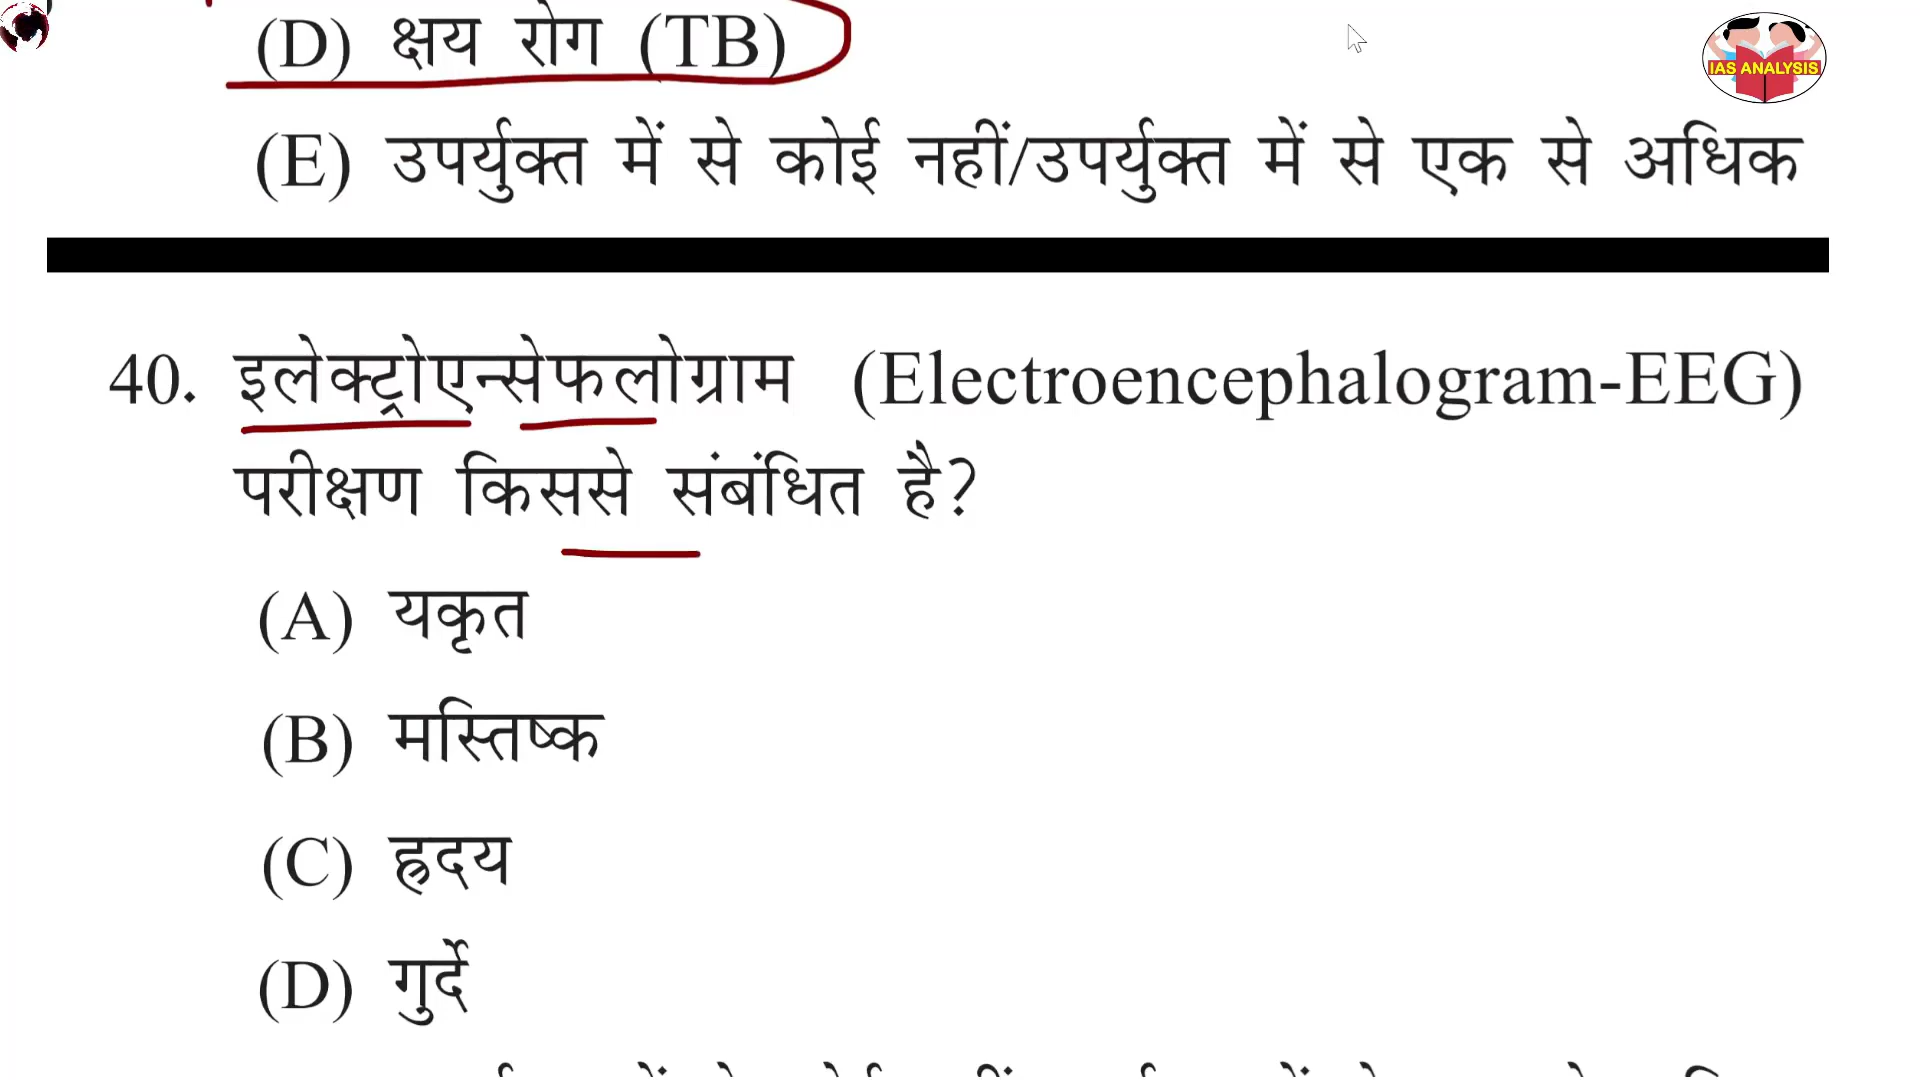 (D) क्षय रोग (TB)
IAS ANALYSIS
(E) उपर्युक्त में से कोई नहीं/उपर्युक्त में से एक से अधिक
40. इलेक्ट्रोएन्सेफलोग्राम (Electroencephalogram-EEG)
परीक्षण किससे संबंधित है?
(A) यकृत
(B) मस्तिष्क
(C) ह्रदय
(D) गुर्दे